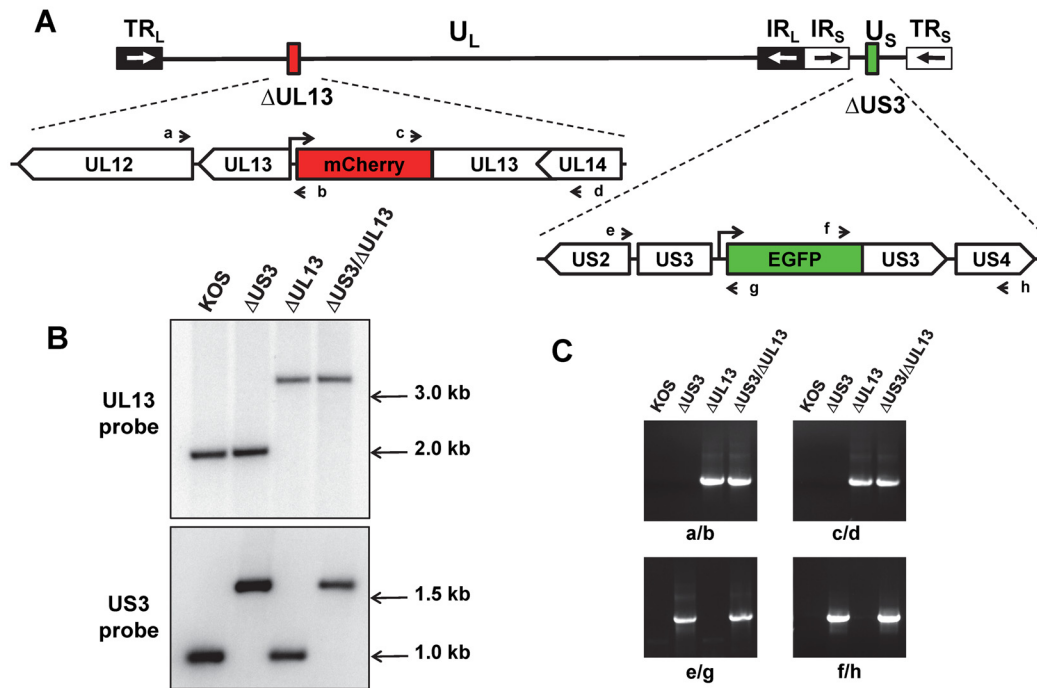 A
TRL
UL
IRL IRS US TRS
ΔUL13
ΔUS3
a c
UL12 UL13 mCherry UL13 UL14
b d
e f
US2 US3 EGFP US3 US4
g h
B
KOS ΔUS3 ΔUL13 ΔUS3/ΔUL13
UL13
probe
3.0 kb
2.0 kb
US3
probe
1.5 kb
1.0 kb
C
KOS ΔUS3 ΔUL13 ΔUS3/ΔUL13
KOS ΔUS3 ΔUL13 ΔUS3/ΔUL13
a/b c/d
e/g f/h